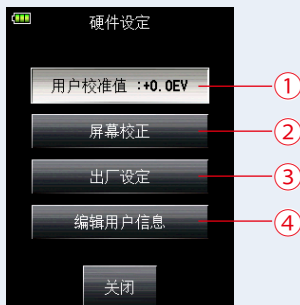 硬件设定
用户校准值 :+0.0EV ①
屏幕校正 ②
出厂设定 ③
编辑用户信息 ④
关闭